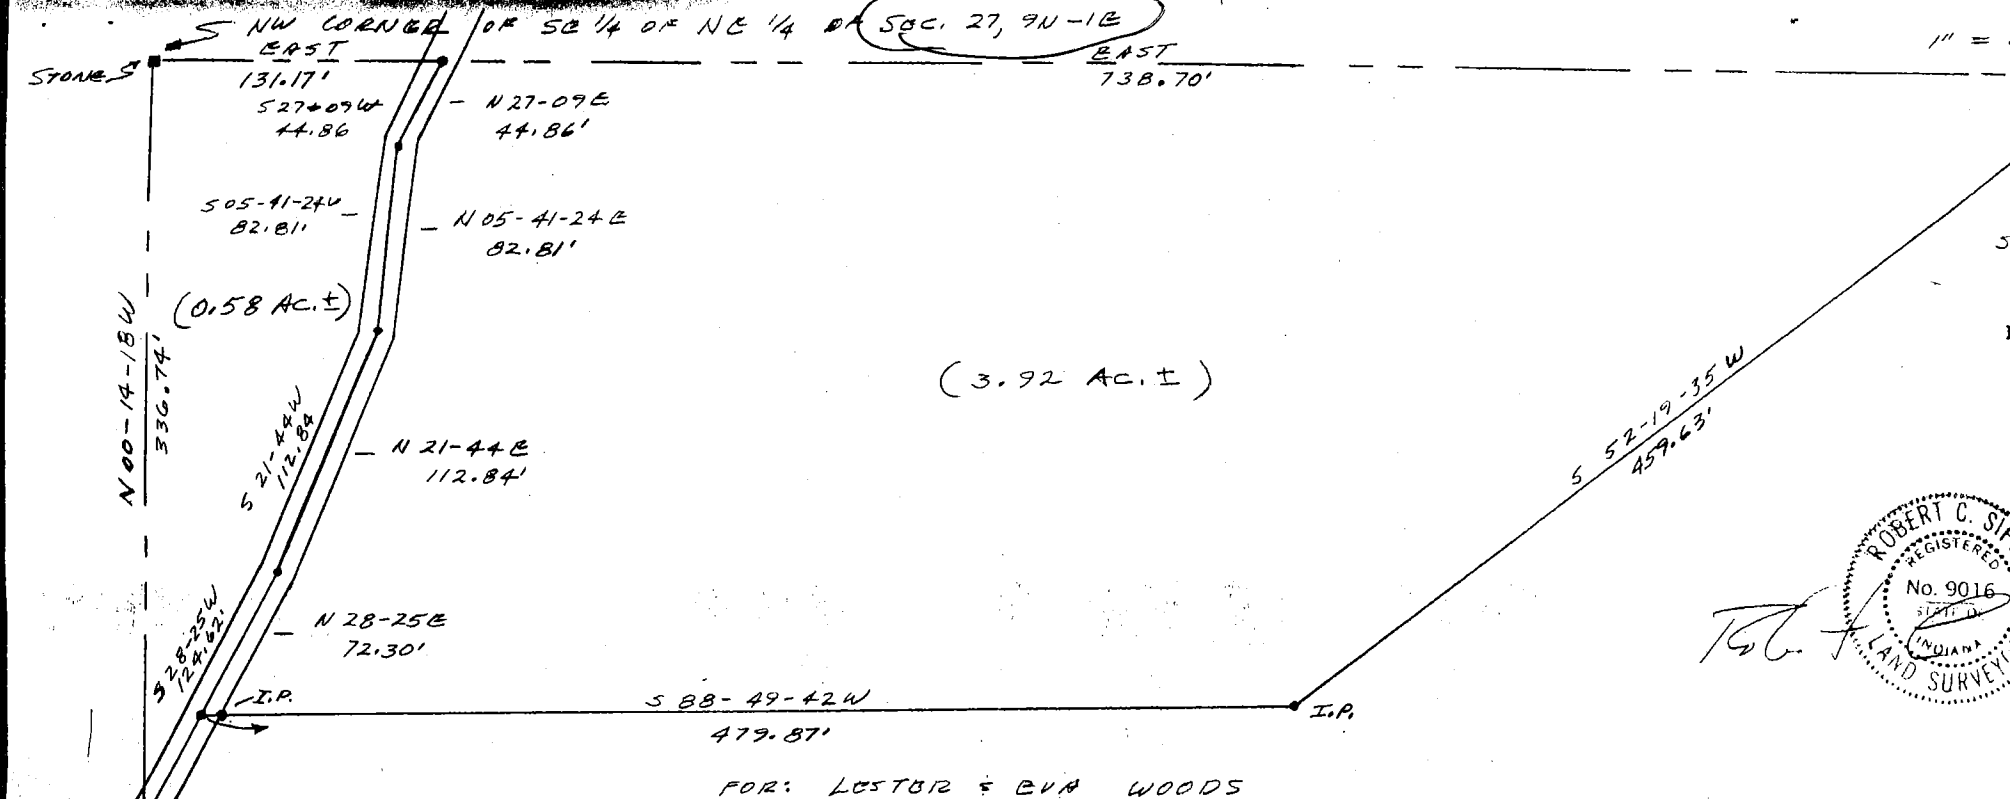 NW CORNER OF SE 1/4 OF NE 1/4 OF SEC. 27, 9N-1E
1" =
STONE
EAST
131.17'
EAST
738.70'
S27-09W
44.86
N 27-09E
44.86'
S05-41-24W
82.81'
N 05-41-24E
82.81'
(0.58 AC.±)
N 00-14-18W
336.74'
(3.92 AC.±)
S 21-44W
112.84
N 21-44E
112.84'
S 52-19-35W
459.63'
S 28-25W
124.62'
N 28-25E
72.30'
I.P.
S 88-49-42W
479.87'
I.P.
ROBERT C.
REGISTERED
No. 9016
STATE OF
INDIANA
LAND
FOR: LESTER & EVA WOODS